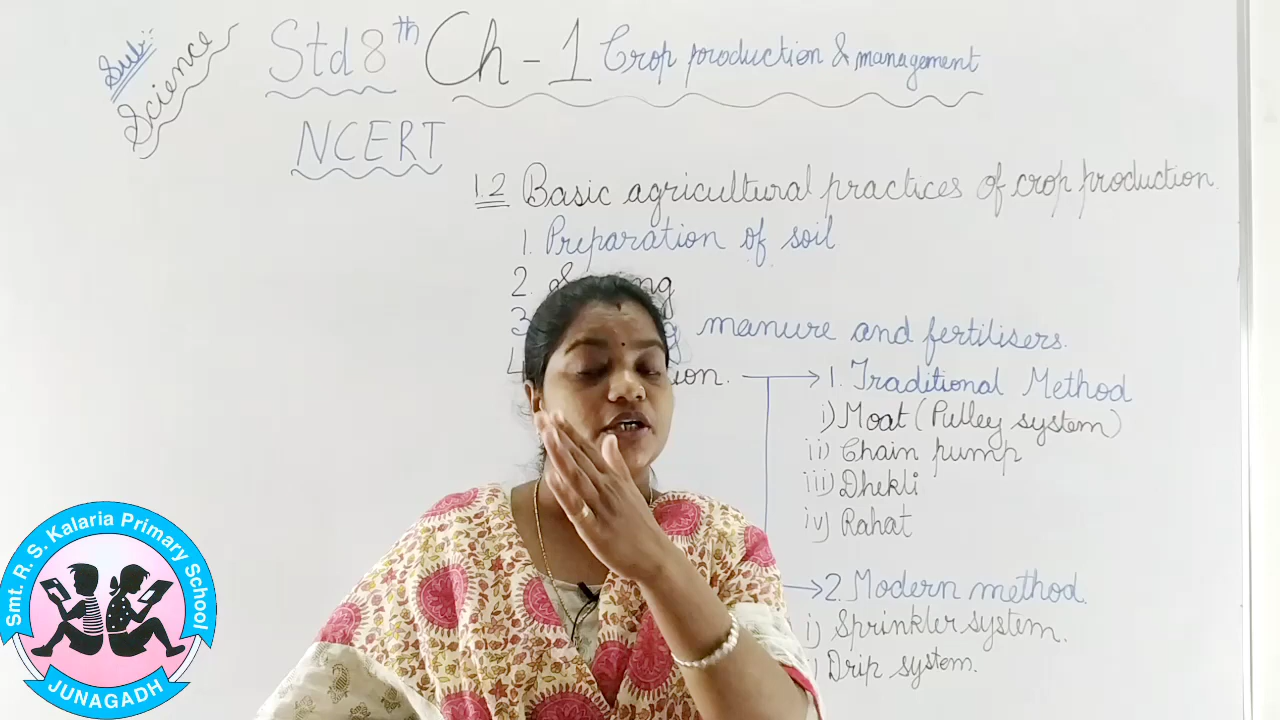 Sub:-
Science
Std 8th Ch - 1 Crop production & management
NCERT
1.2 Basic agricultural practices of crop production
1. Preparation of soil
2.
3. manure and fertilisers.
4.
1. Traditional Method
i) Moat (Pulley system)
ii) Chain pump
iii) Dhekli
iv) Rahat
2. Modern method.
i) Sprinkler system.
) Drip system.
Smt. R. S. Kalaria Primary School
JUNAGADH